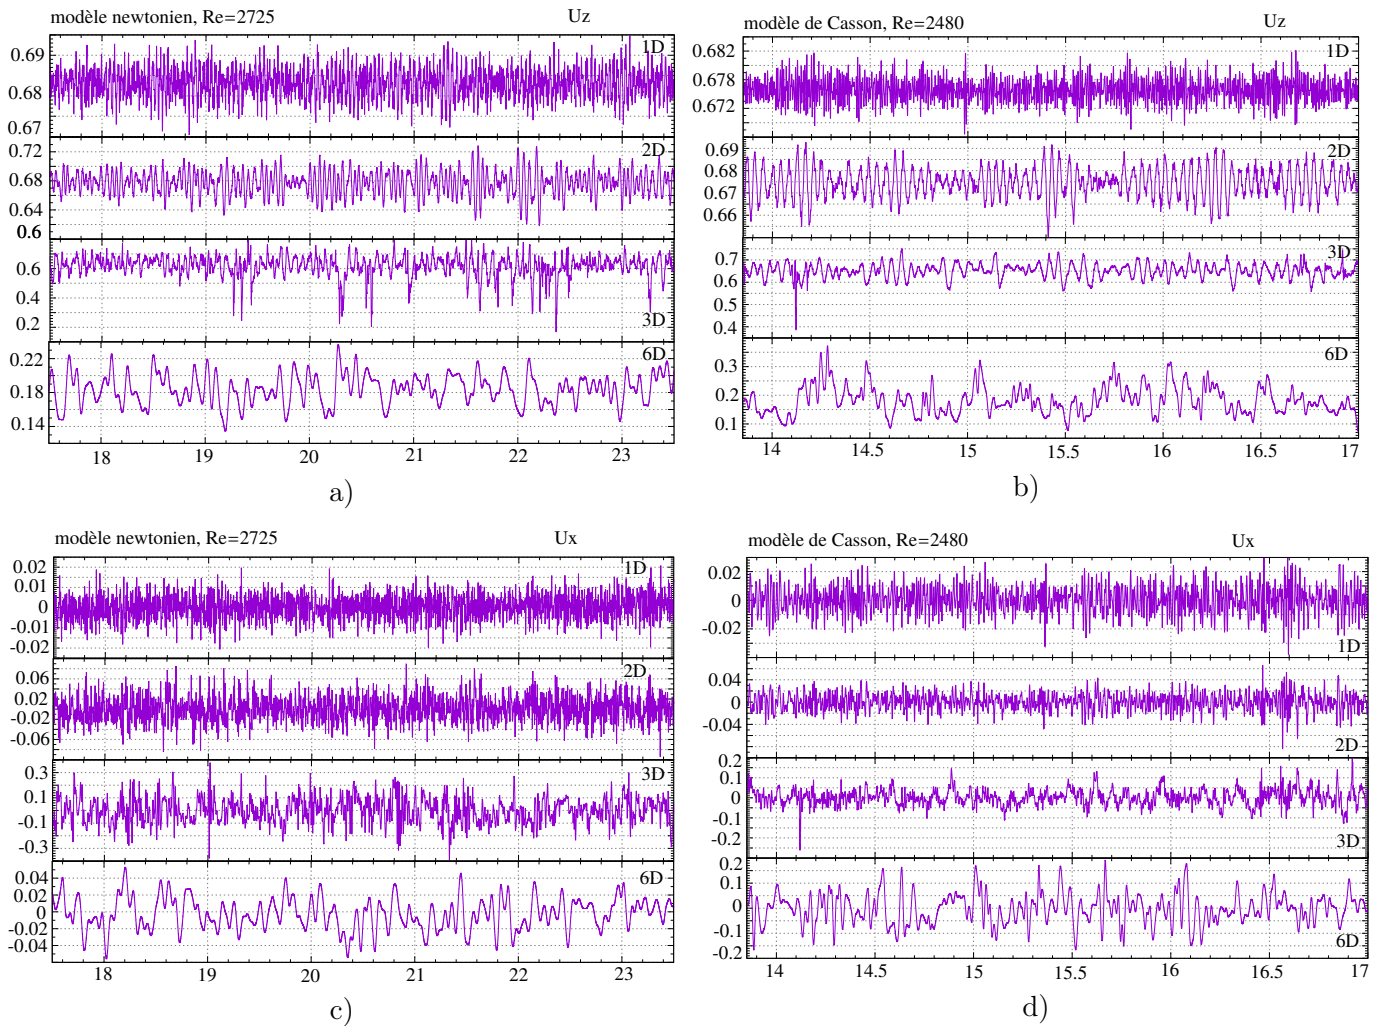 modèle newtonien, Re=2725 Uz
0.69
0.68
0.67
1D
0.72
0.68
0.64
0.6
2D
0.6
0.4
0.2
3D
0.22
0.18
0.14
6D
18 19 20 21 22 23
a)
modèle de Casson, Re=2480 Uz
0.682
0.678
0.672
1D
0.69
0.68
0.67
0.66
2D
0.7
0.6
0.5
0.4
3D
0.3
0.2
0.1
6D
14 14.5 15 15.5 16 16.5 17
b)
modèle newtonien, Re=2725 Ux
0.02
0.01
0
-0.01
-0.02
1D
0.06
0.02
-0.02
-0.06
2D
0.3
0.1
-0.1
-0.3
3D
0.04
0.02
0
-0.02
-0.04
6D
18 19 20 21 22 23
c)
modèle de Casson, Re=2480 Ux
0.02
0
-0.02
1D
0.04
0
-0.04
2D
0.2
0.1
0
-0.1
-0.2
3D
0.2
0.1
0
-0.1
-0.2
6D
14 14.5 15 15.5 16 16.5 17
d)